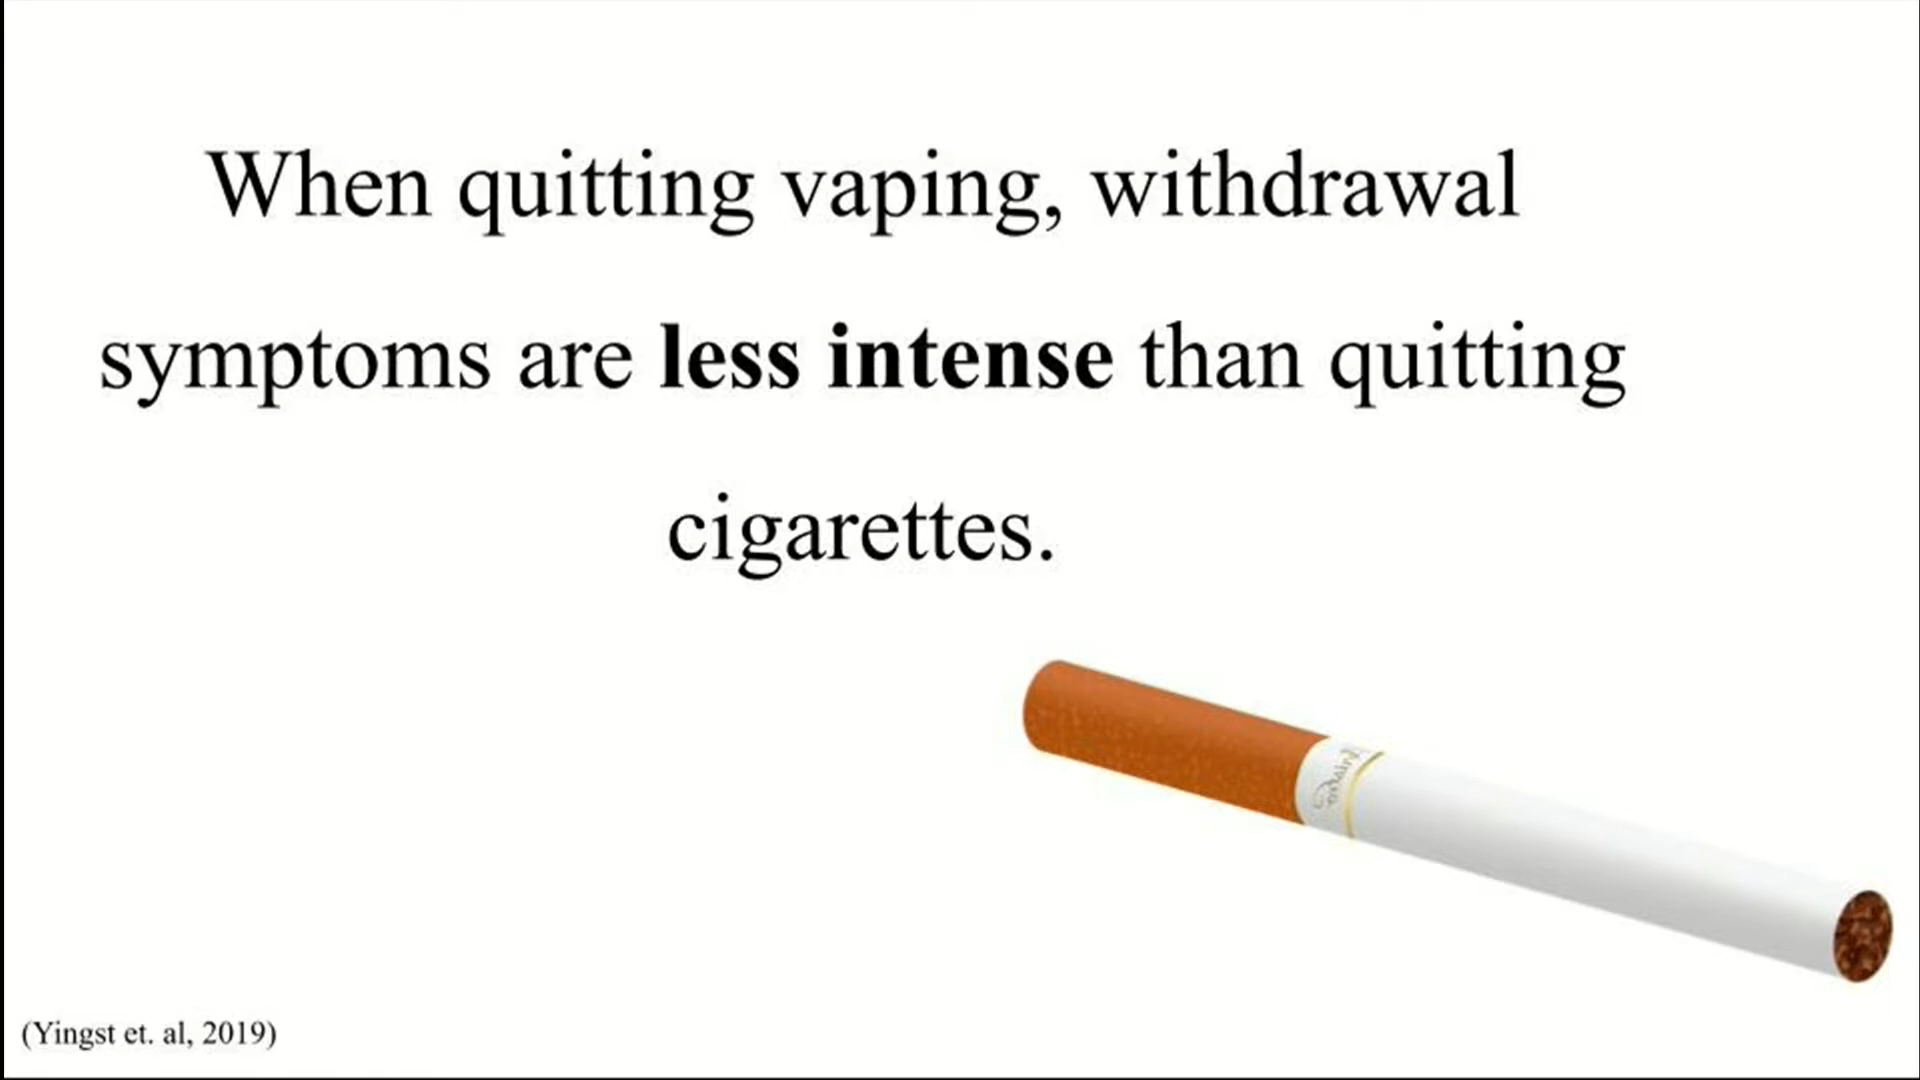 When quitting vaping, withdrawal
symptoms are less intense than quitting
cigarettes.
(Yingst et. al, 2019)